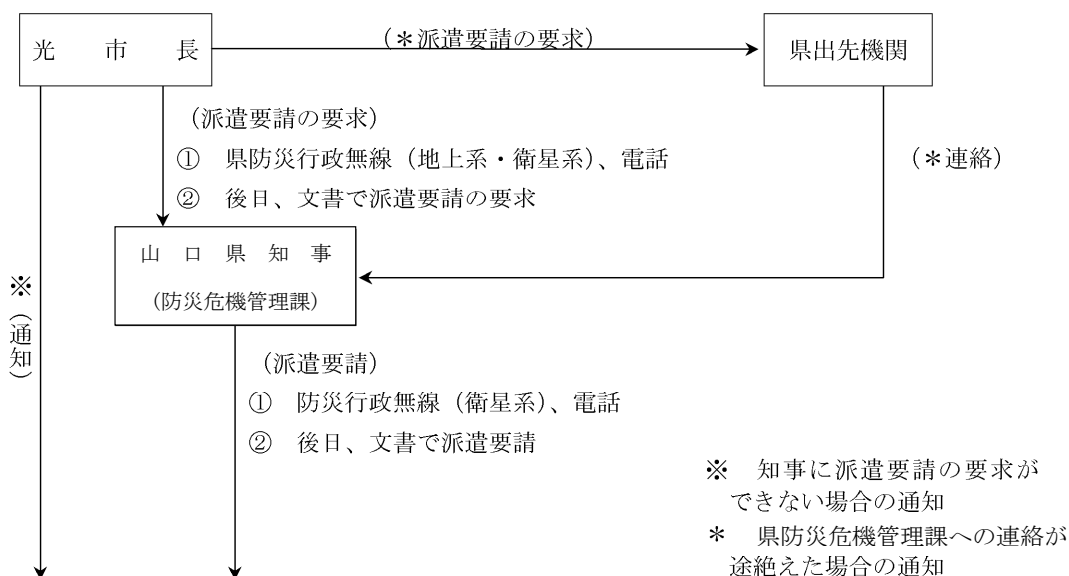 光市長
(＊派遣要請の要求)
県出先機関
(派遣要請の要求)
① 県防災行政無線(地上系・衛星系)、電話
② 後日、文書で派遣要請の要求
(＊連絡)
山口県知事
(防災危機管理課)
※(通知)
(派遣要請)
① 防災行政無線(衛星系)、電話
② 後日、文書で派遣要請
※ 知事に派遣要請の要求が
できない場合の通知
＊ 県防災危機管理課への連絡が
途絶えた場合の通知